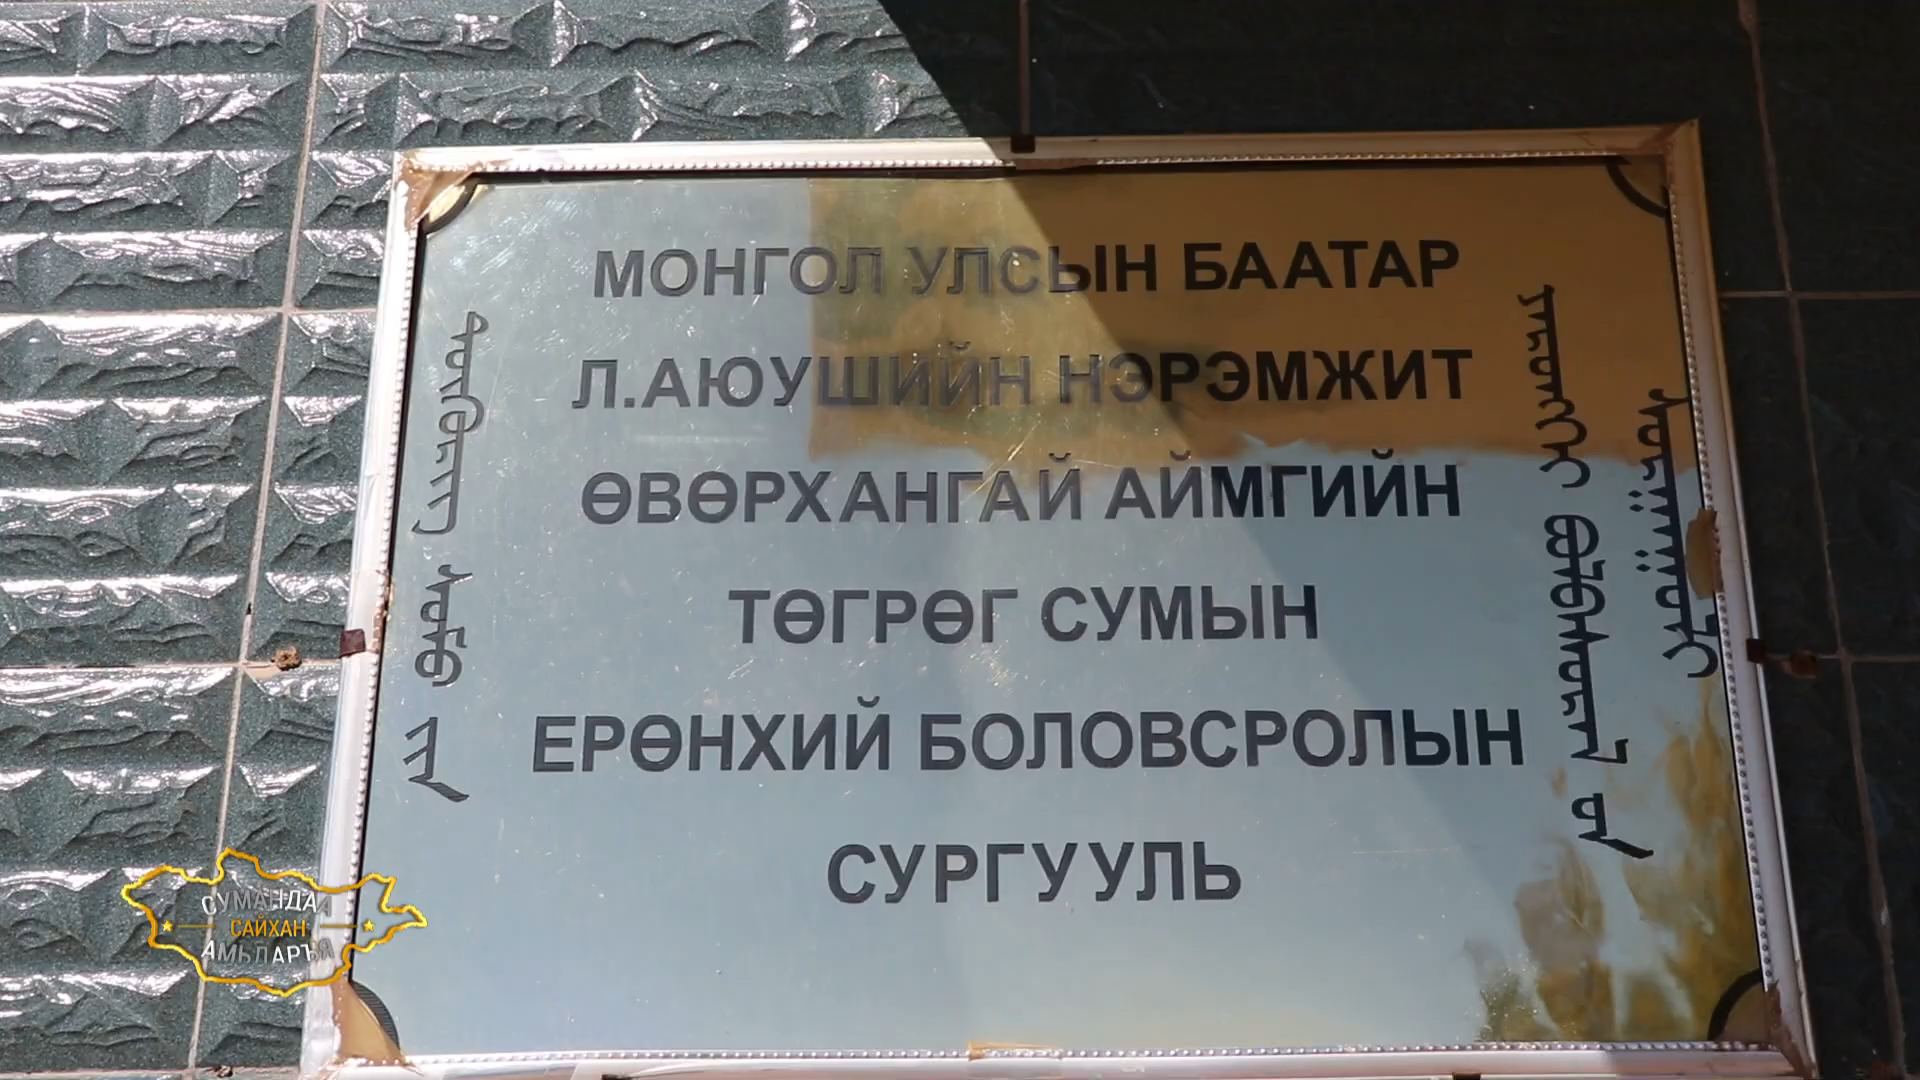 МОНГОЛ УЛСЫН БААТАР
Л.АЮУШИЙН НЭРЭМЖИТ
ӨВӨРХАНГАЙ АЙМГИЙН
ТӨГРӨГ СУМЫН
ЕРӨНХИЙ БОЛОВСРОЛЫН
СУРГУУЛЬ
СУМАНДАА
САЙХАН
АМЬДАРЪЯ